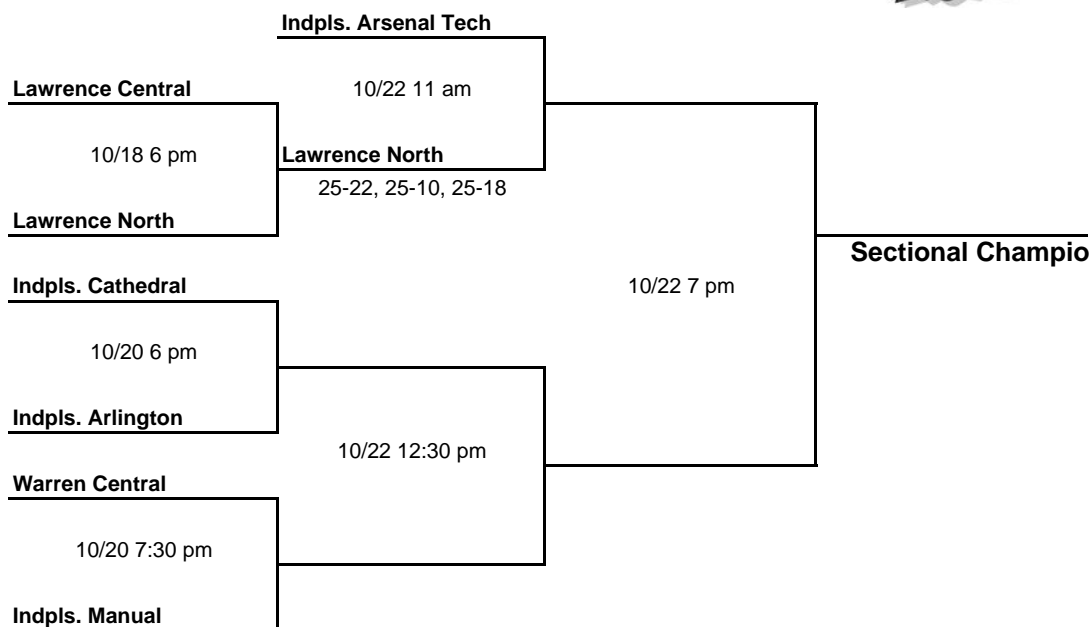 Indpls. Arsenal Tech
Lawrence Central
10/22 11 am
10/18 6 pm
Lawrence North
25-22, 25-10, 25-18
Lawrence North
Sectional Champio
Indpls. Cathedral
10/22 7 pm
10/20 6 pm
Indpls. Arlington
10/22 12:30 pm
Warren Central
10/20 7:30 pm
Indpls. Manual